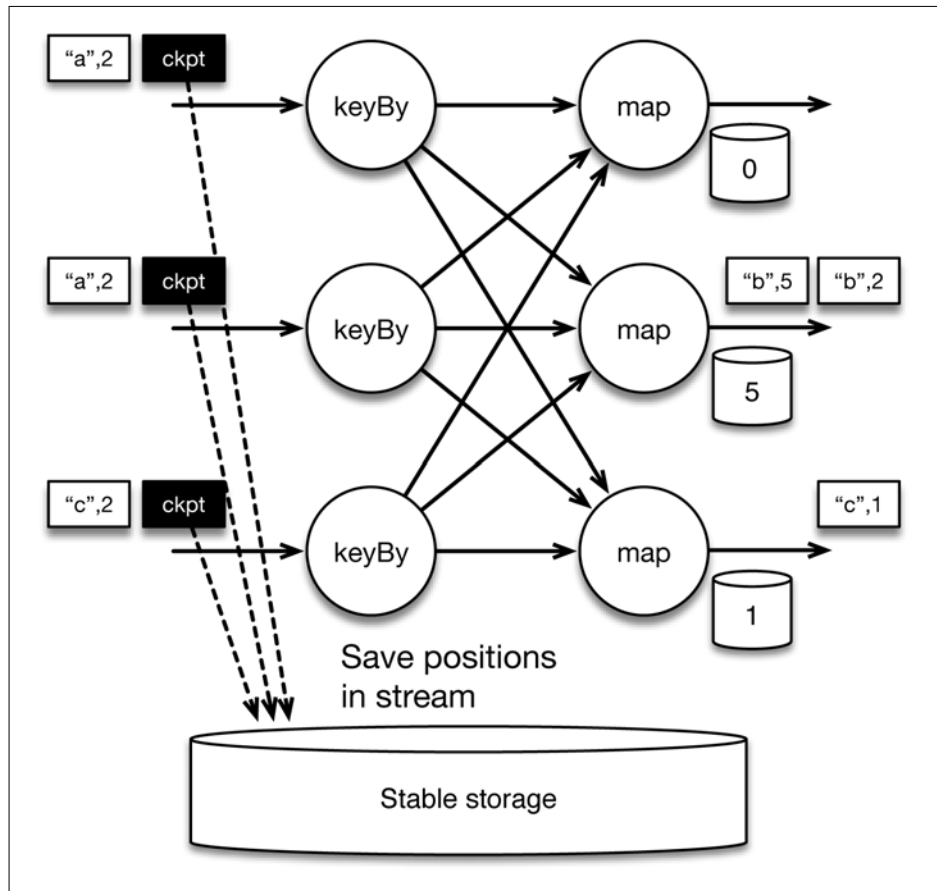 “a”,2 ckpt
keyBy map
0
“a”,2 ckpt
keyBy map
“b”,5 “b”,2
5
“c”,2 ckpt
keyBy map
“c”,1
1
Save positions
in stream
Stable storage